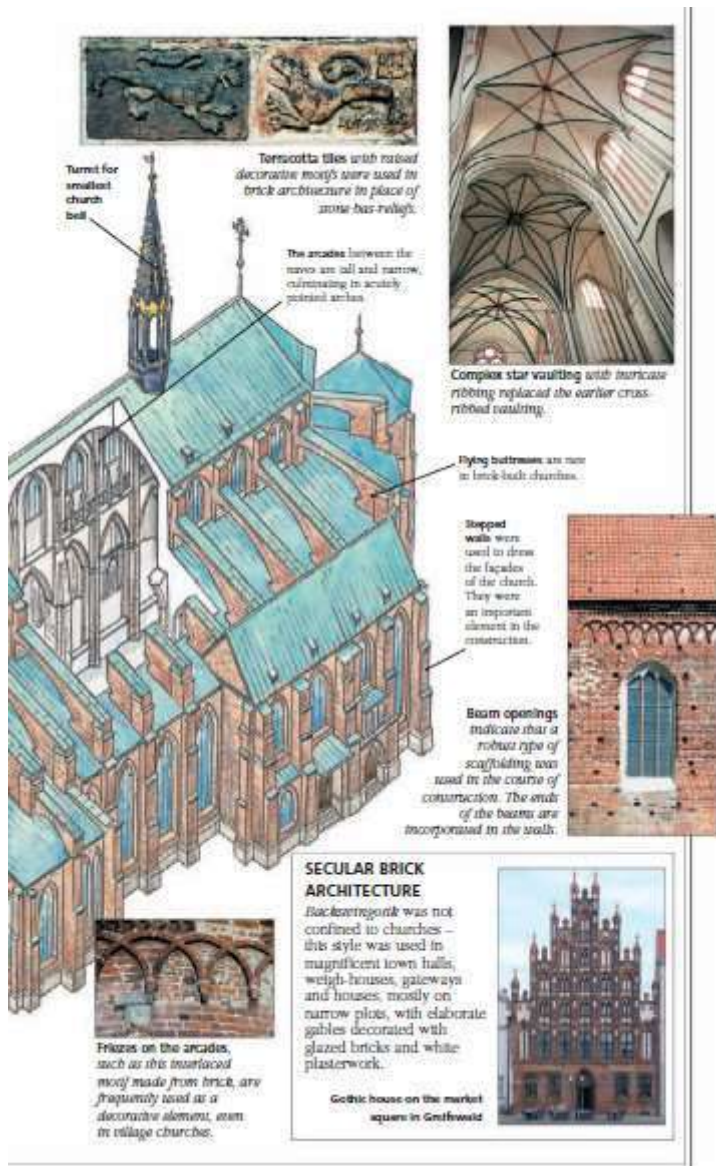 Terracotta tiles with raised
decorative motifs were used in
brick architecture in place of
stone bas-reliefs.
Turret for
smallest
church
bell
The arcades between the
naves are tall and narrow,
culminating in acutely
pointed arches.
Complex star vaulting with intricate
ribbing replaced the earlier cross-
ribbed vaulting.
Flying buttresses are rare
in brick-built churches.
Stepped
walls were
used to dress
the façades
of the church.
They were
an important
element in the
construction.
Beam openings
indicate that a
robust type of
scaffolding was
used in the course of
construction. The ends
of the beams are
incorporated in the walls.
SECULAR BRICK
ARCHITECTURE
Backsteingotik was not
confined to churches –
this style was used in
magnificent town halls,
weigh-houses, gateways
and houses, mostly on
narrow plots, with elaborate
gables decorated with
glazed bricks and white
plasterwork.
Gothic house on the market
square in Greifswald
Friezes on the arcades,
such as this interlaced
motif made from brick, are
frequently used as a
decorative element, even
in village churches.